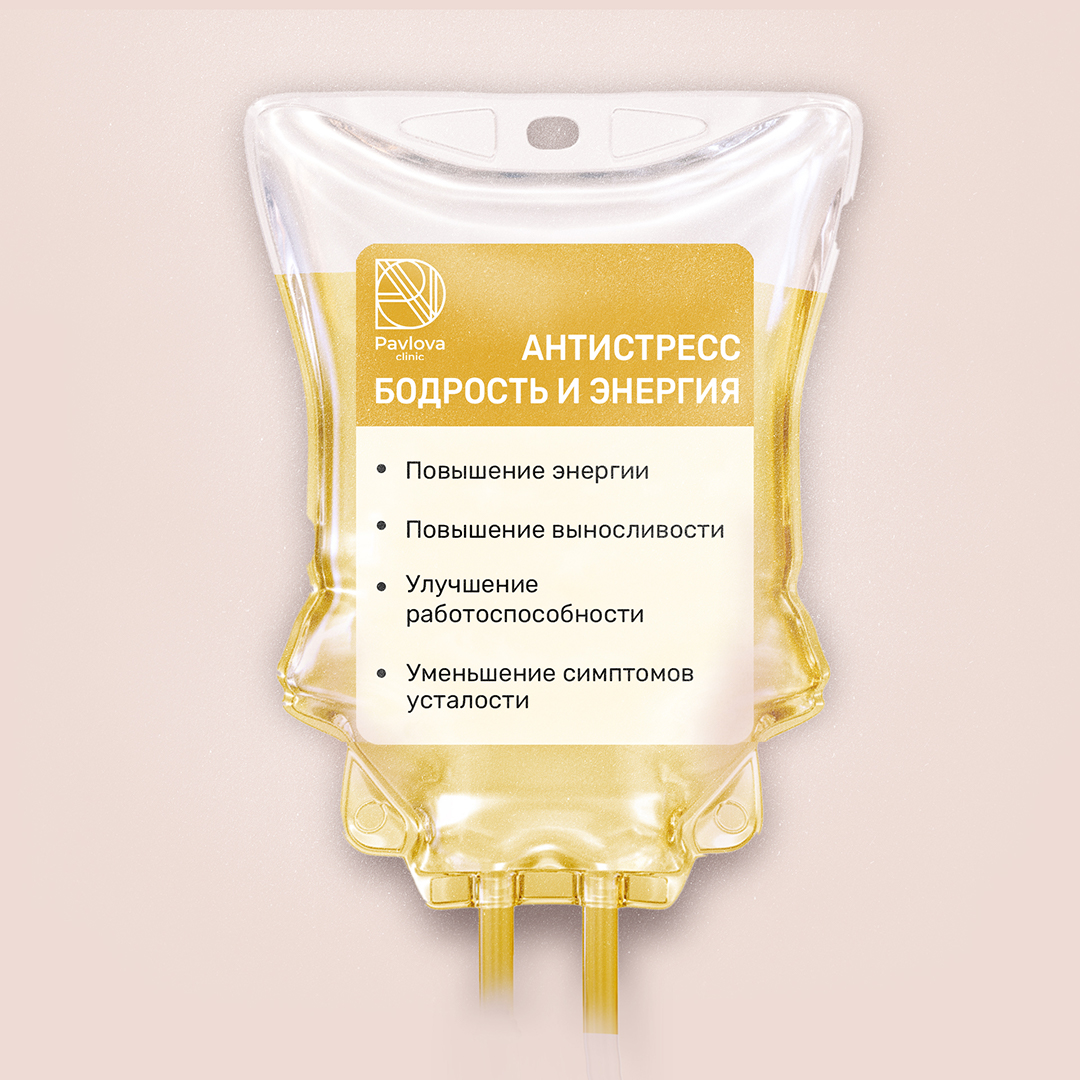 Pavlova
clinic
АНТИСТРЕСС
БОДРОСТЬ И ЭНЕРГИЯ
• Повышение энергии
• Повышение выносливости
• Улучшение
работоспособности
• Уменьшение симптомов
усталости